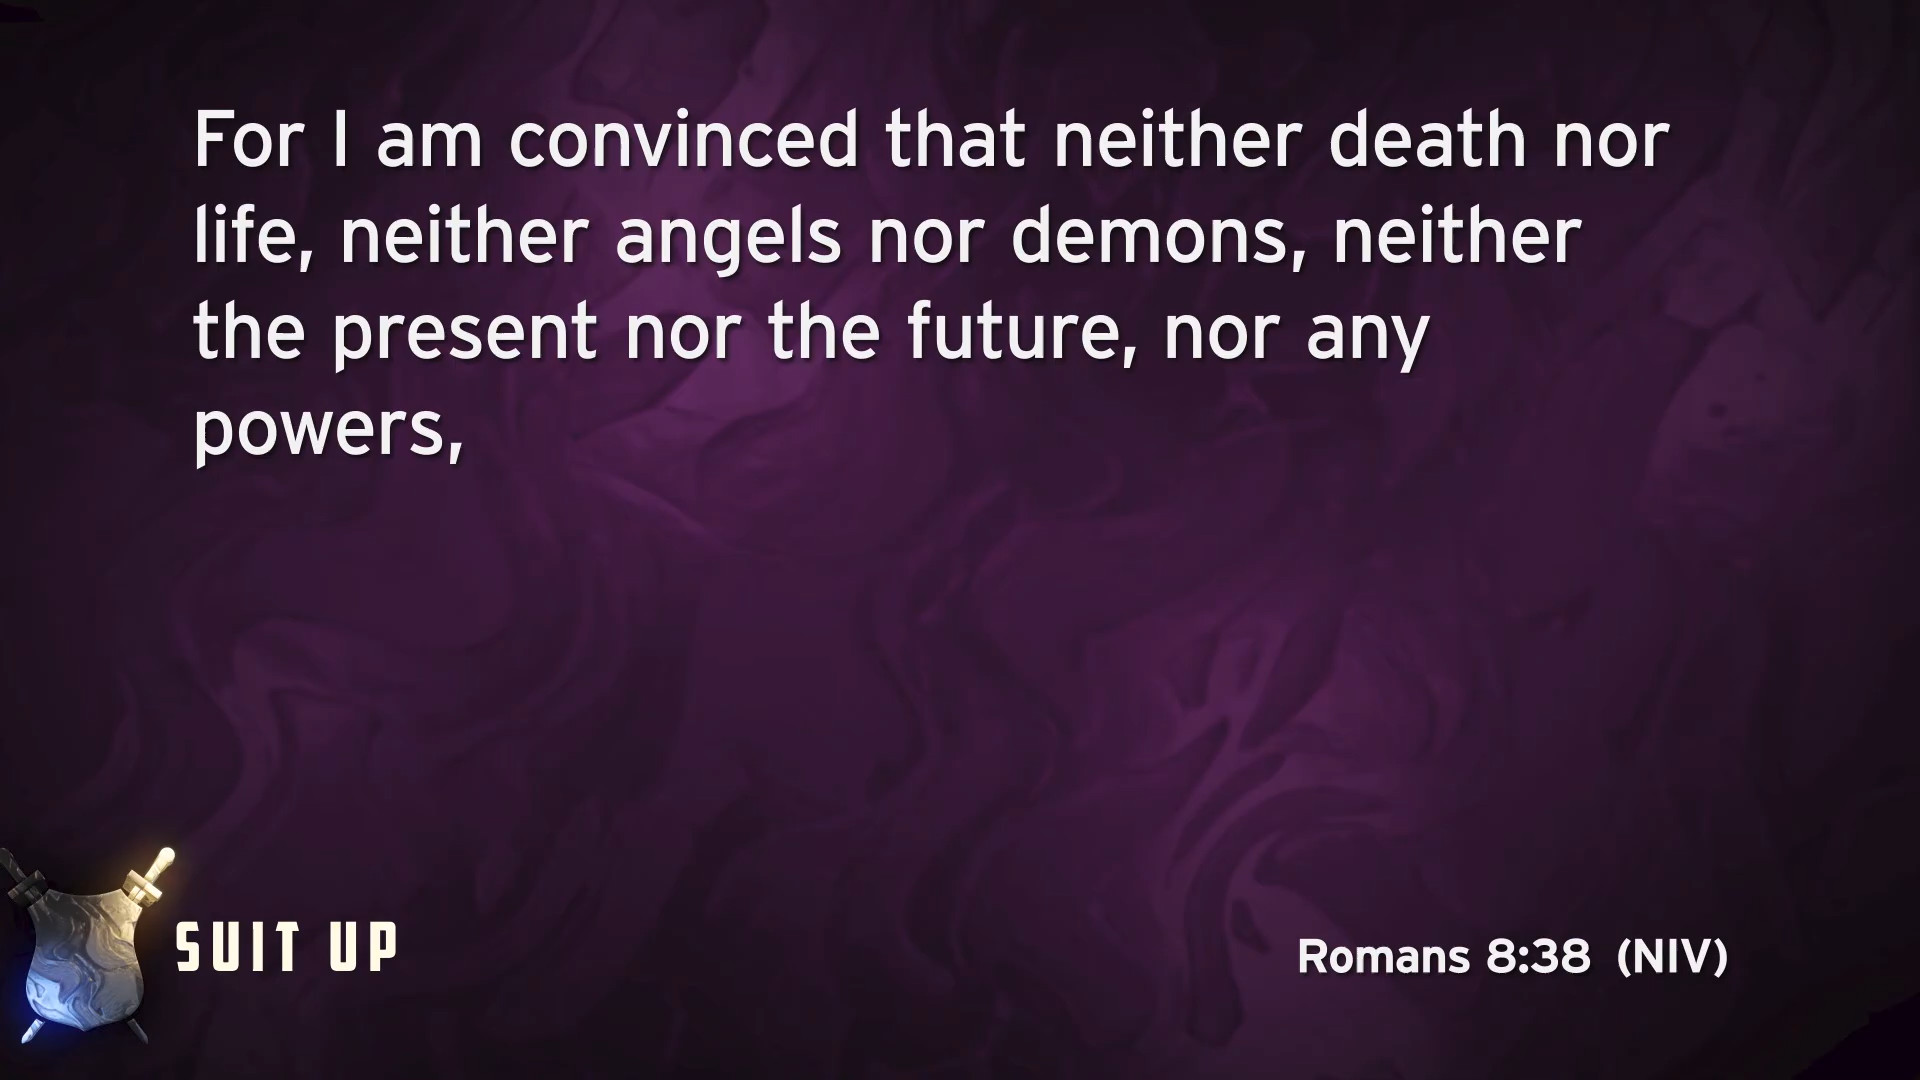 For I am convinced that neither death nor
life, neither angels nor demons, neither
the present nor the future, nor any
powers,
SUIT UP
Romans 8:38 (NIV)